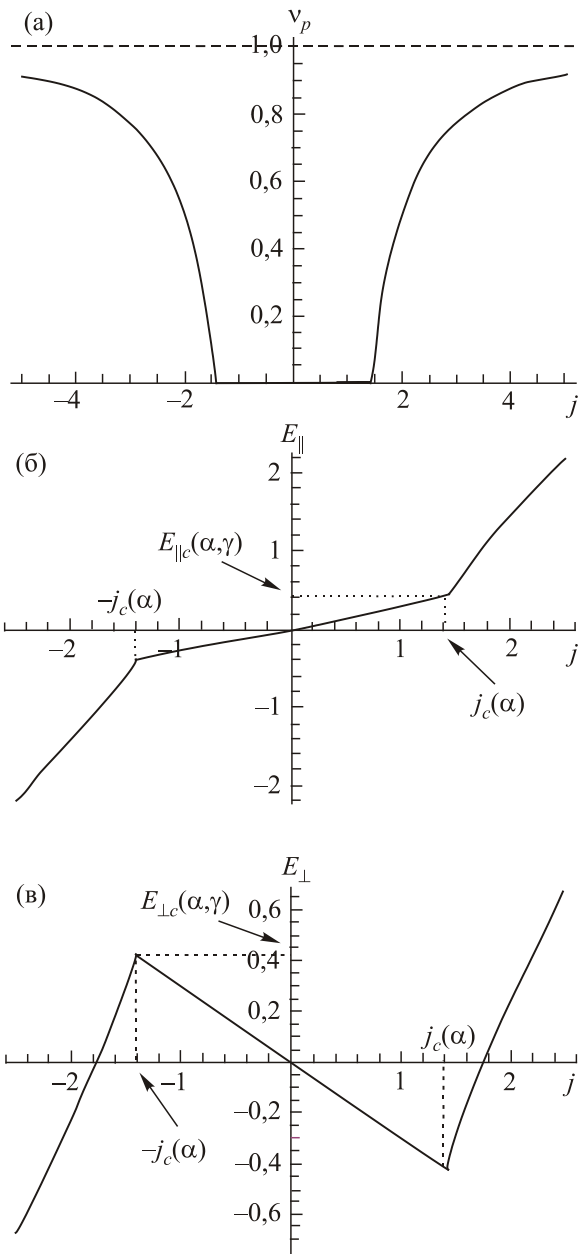 (а)
ν_p
1,0
0,8
0,6
0,4
0,2
–4
–2
2
4
j
(б)
E_∥
2
E_∥c(α,γ)
1
–j_c(α)
–2
–1
1
2
j
j_c(α)
–1
–2
(в)
E_⊥
E_⊥c(α,γ)
0,6
0,4
0,2
j_c(α)
–2
–1
1
2
j
–j_c(α)
–0,2
–0,4
–0,6